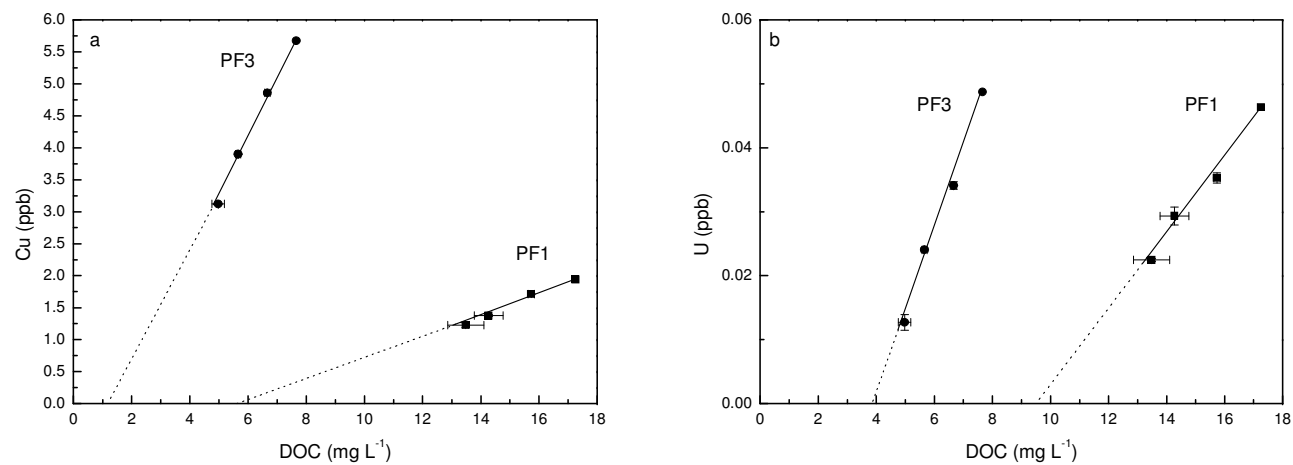 a
PF3
PF1
6.0
5.5
5.0
4.5
4.0
3.5
3.0
2.5
2.0
1.5
1.0
0.5
0.0
Cu (ppb)
0 2 4 6 8 10 12 14 16 18
DOC (mg L⁻¹)
b
PF3
PF1
0.06
0.04
0.02
0.00
U (ppb)
0 2 4 6 8 10 12 14 16 18
DOC (mg L⁻¹)